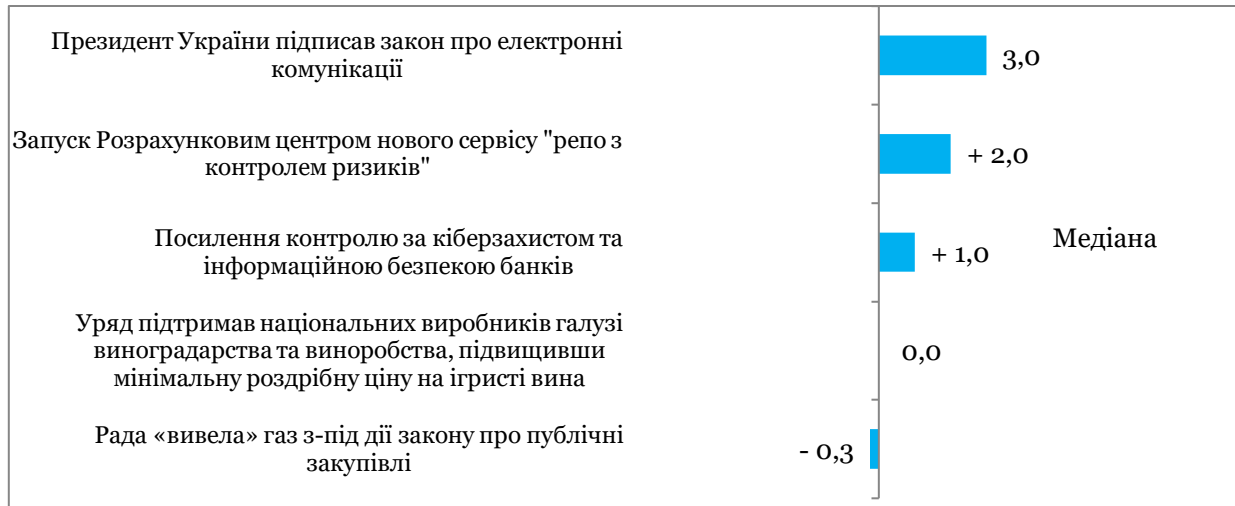 Президент України підписав закон про електронні
комунікації
3,0
Запуск Розрахунковим центром нового сервісу "репо з
контролем ризиків"
+ 2,0
Посилення контролю за кіберзахистом та
інформаційною безпекою банків
+ 1,0
Медіана
Уряд підтримав національних виробників галузі
виноградарства та виноробства, підвищивши
мінімальну роздрібну ціну на ігристі вина
0,0
Рада «вивела» газ з-під дії закону про публічні
закупівлі
- 0,3